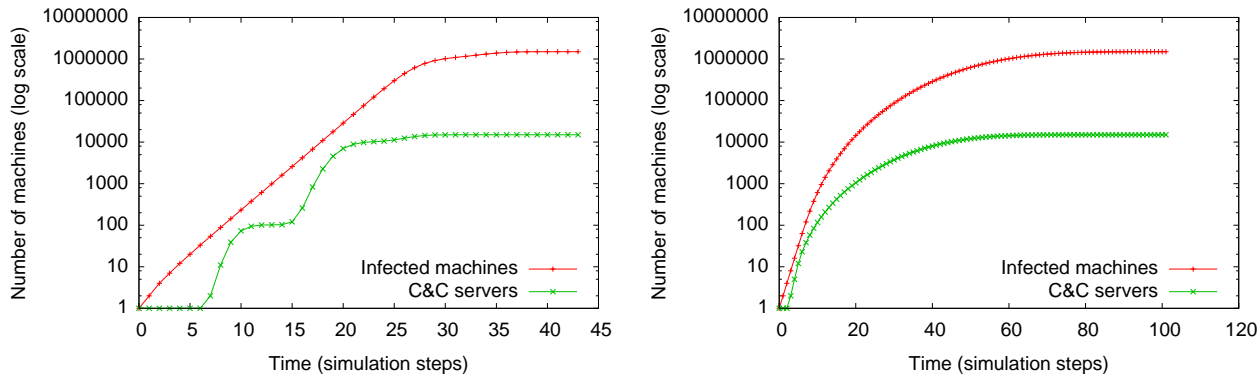 Number of machines (log scale)
10000000
1000000
100000
10000
1000
100
10
1
0 5 10 15 20 25 30 35 40 45
Time (simulation steps)
Infected machines
C&C servers
Number of machines (log scale)
10000000
1000000
100000
10000
1000
100
10
1
0 20 40 60 80 100 120
Time (simulation steps)
Infected machines
C&C servers